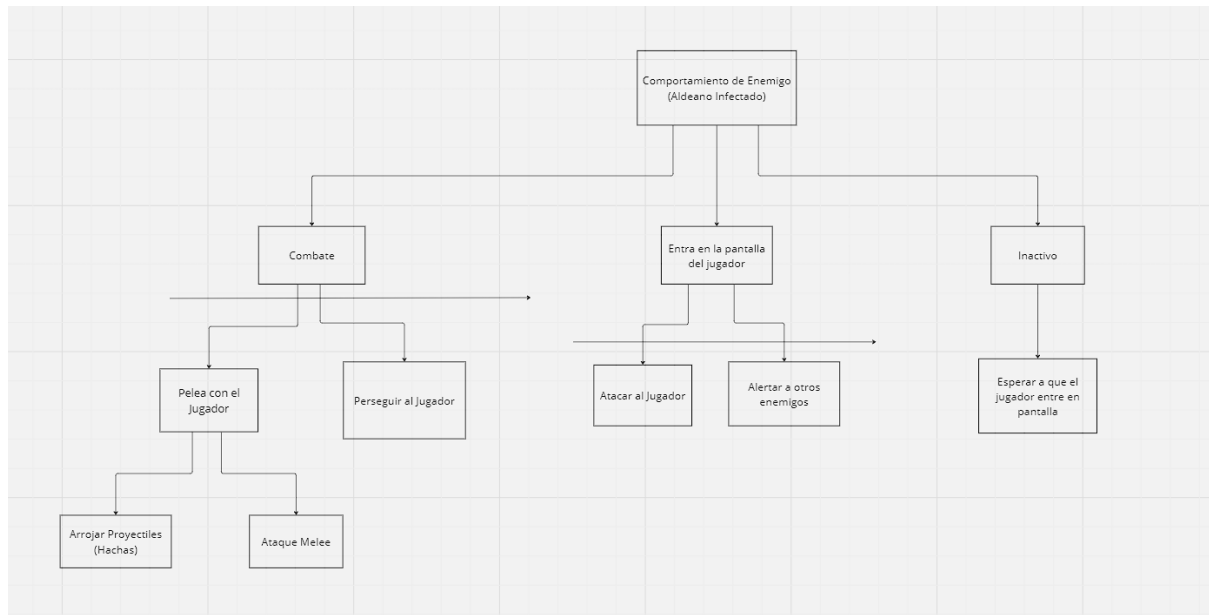 Comportamiento de Enemigo
(Aldeano Infectado)
Combate
Entra en la pantalla
del jugador
Inactivo
Pelea con el
Jugador
Perseguir al Jugador
Atacar al Jugador
Alertar a otros
enemigos
Esperar a que el
jugador entre en
pantalla
Arrojar Proyectiles
(Hachas)
Ataque Melee